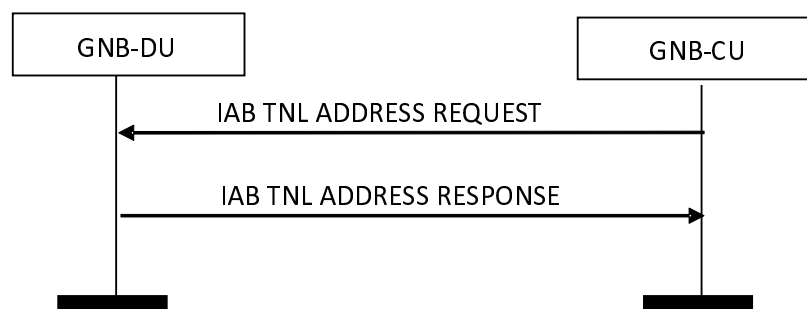 GNB-DU
GNB-CU
IAB TNL ADDRESS REQUEST
IAB TNL ADDRESS RESPONSE